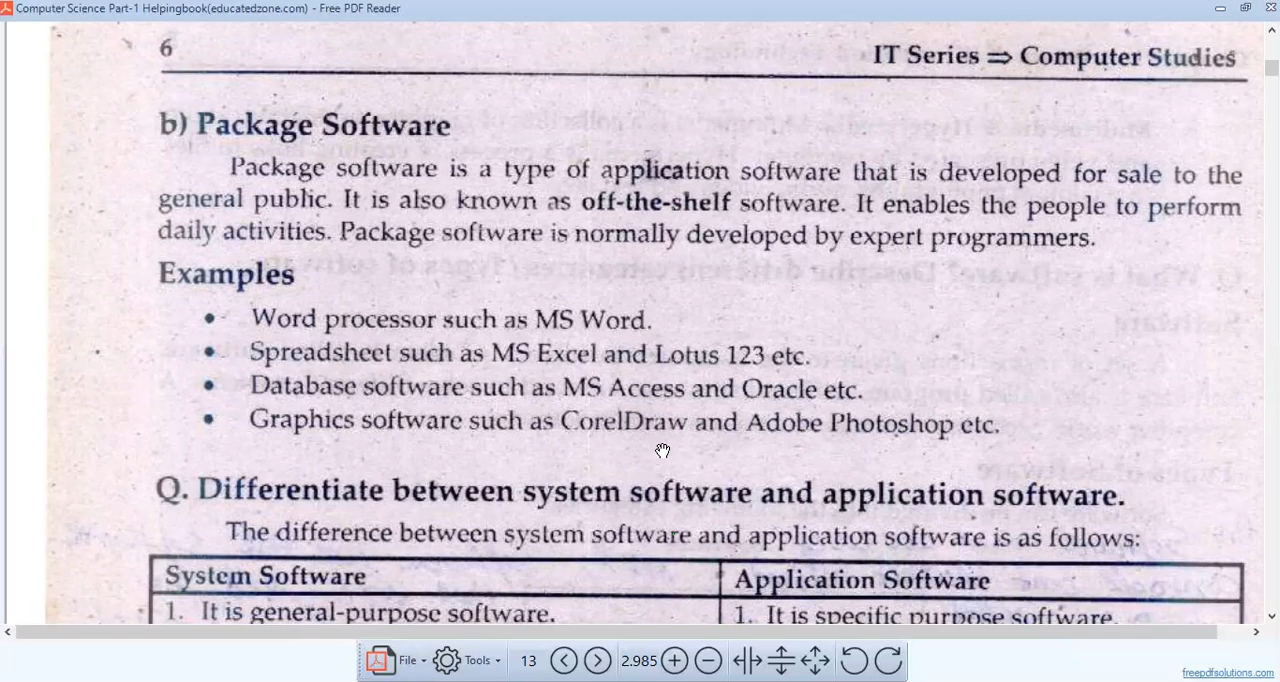 Computer Science Part-1 Helpingbook(educatedzone.com) - Free PDF Reader
6 IT Series ⇒ Computer Studies
b) Package Software
Package software is a type of application software that is developed for sale to the
general public. It is also known as off-the-shelf software. It enables the people to perform
daily activities. Package software is normally developed by expert programmers.
Examples
• Word processor such as MS Word.
• Spreadsheet such as MS Excel and Lotus 123 etc.
• Database software such as MS Access and Oracle etc.
• Graphics software such as CorelDraw and Adobe Photoshop etc.
Q. Differentiate between system software and application software.
The difference between system software and application software is as follows:
System Software Application Software
1. It is general-purpose software. 1. It is specific purpose software.
File Tools 13 2.985
freepdfsolutions.com